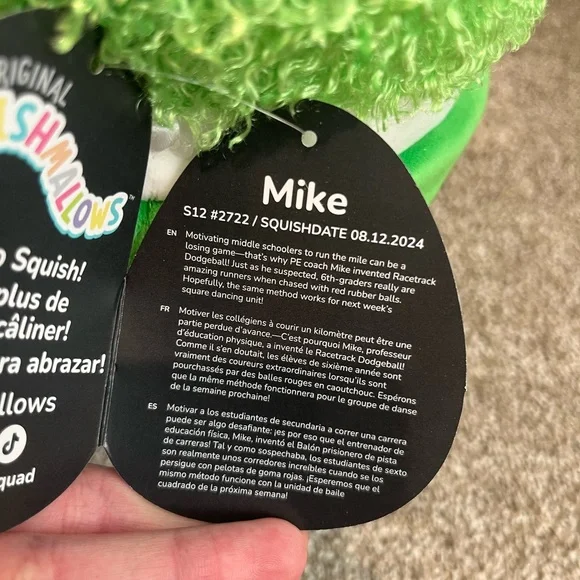 ORIGINAL
SQUISHMALLOWS™
o Squish!
plus de
câliner!
ra abrazar!
llows
quad
Mike
S12 #2722 / SQUISHDATE 08.12.2024
EN Motivating middle schoolers to run the mile can be a
losing game—that's why PE coach Mike invented Racetrack
Dodgeball! Just as he suspected, 6th-graders really are
amazing runners when chased with red rubber balls.
Hopefully, the same method works for next week's
square dancing unit!
FR Motiver les collégiens à courir un kilomètre peut être une
partie perdue d'avance.—C'est pourquoi Mike, professeur
d'éducation physique, a inventé le Racetrack Dodgeball!
Comme il s'en doutait, les élèves de sixième année sont
vraiment des coureurs extraordinaires lorsqu'ils sont
pourchassés par des balles rouges en caoutchouc. Espérons
que la même méthode fonctionnera pour le groupe de danse
de la semaine prochaine!
ES Motivar a los estudiantes de secundaria a correr una carrera
puede ser algo desafiante: ¡es por eso que el entrenador de
educación física, Mike, inventó el Balón prisionero de pista
de carreras! Tal y como sospechaba, los estudiantes de sexto
son realmente unos corredores increíbles cuando se los
persigue con pelotas de goma rojas. ¡Esperemos que el
mismo método funcione con la unidad de baile
cuadrado de la próxima semana!